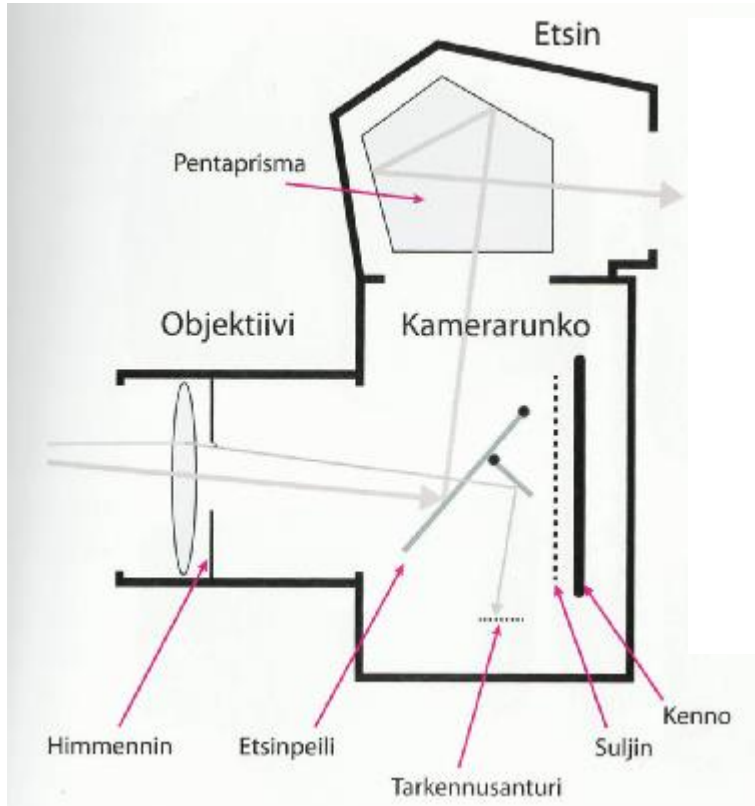 Etsin
Pentaprisma
Objektiivi
Kamerarunko
Himmennin
Etsinpeili
Tarkennusanturi
Suljin
Kenno